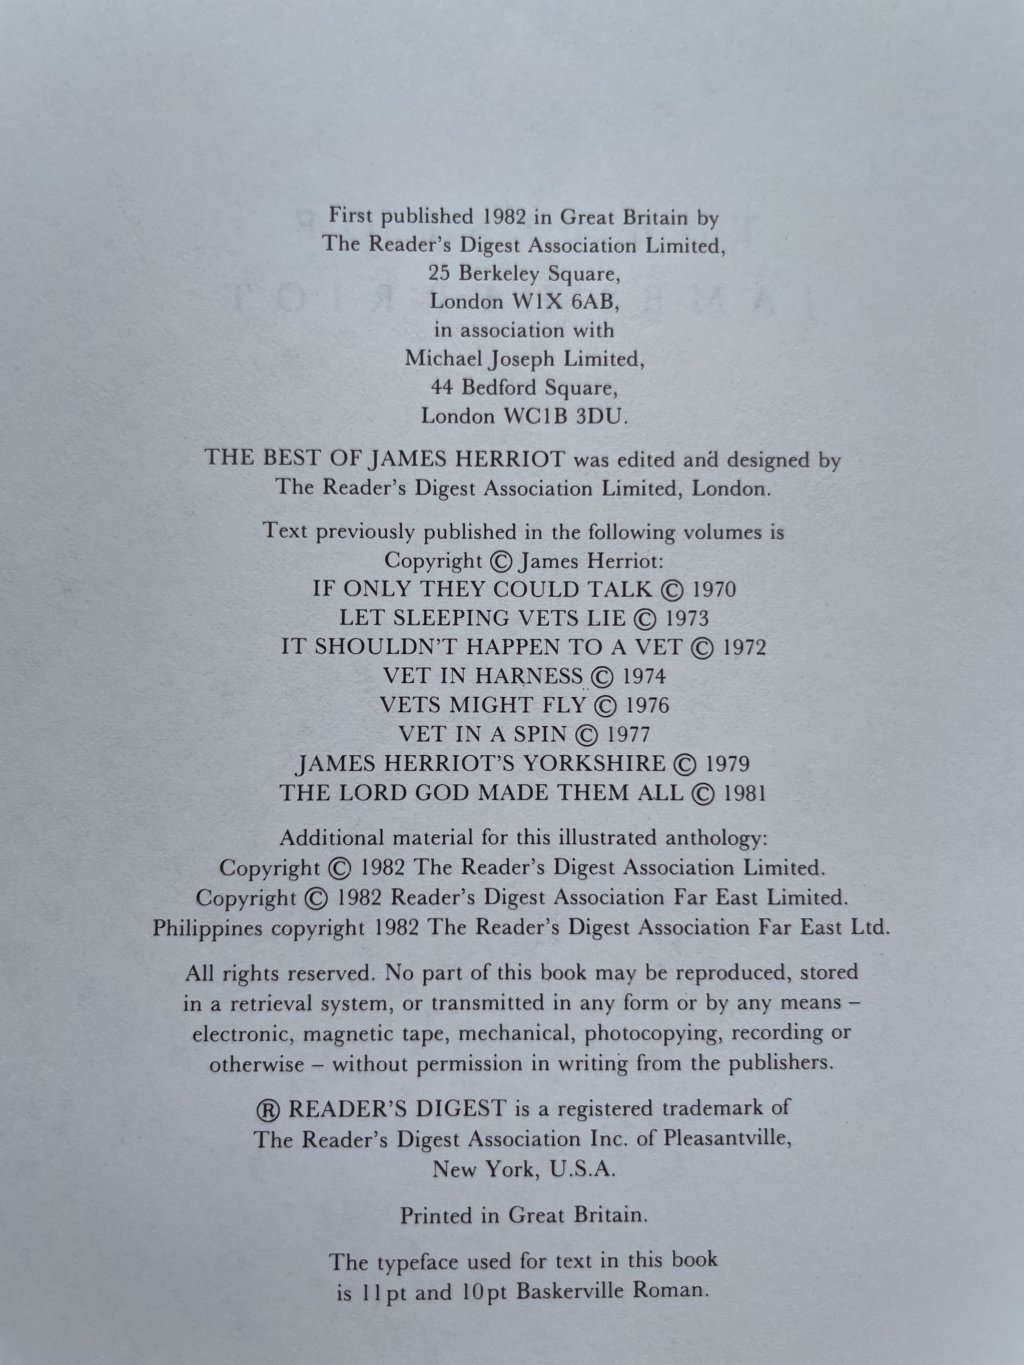 First published 1982 in Great Britain by
The Reader's Digest Association Limited,
25 Berkeley Square,
London W1X 6AB,
in association with
Michael Joseph Limited,
44 Bedford Square,
London WC1B 3DU.
THE BEST OF JAMES HERRIOT was edited and designed by
The Reader's Digest Association Limited, London.
Text previously published in the following volumes is
Copyright © James Herriot:
IF ONLY THEY COULD TALK © 1970
LET SLEEPING VETS LIE © 1973
IT SHOULDN'T HAPPEN TO A VET © 1972
VET IN HARNESS © 1974
VETS MIGHT FLY © 1976
VET IN A SPIN © 1977
JAMES HERRIOT'S YORKSHIRE © 1979
THE LORD GOD MADE THEM ALL © 1981
Additional material for this illustrated anthology:
Copyright © 1982 The Reader's Digest Association Limited.
Copyright © 1982 Reader's Digest Association Far East Limited.
Philippines copyright 1982 The Reader's Digest Association Far East Ltd.
All rights reserved. No part of this book may be reproduced, stored
in a retrieval system, or transmitted in any form or by any means –
electronic, magnetic tape, mechanical, photocopying, recording or
otherwise – without permission in writing from the publishers.
® READER'S DIGEST is a registered trademark of
The Reader's Digest Association Inc. of Pleasantville,
New York, U.S.A.
Printed in Great Britain.
The typeface used for text in this book
is 11pt and 10pt Baskerville Roman.